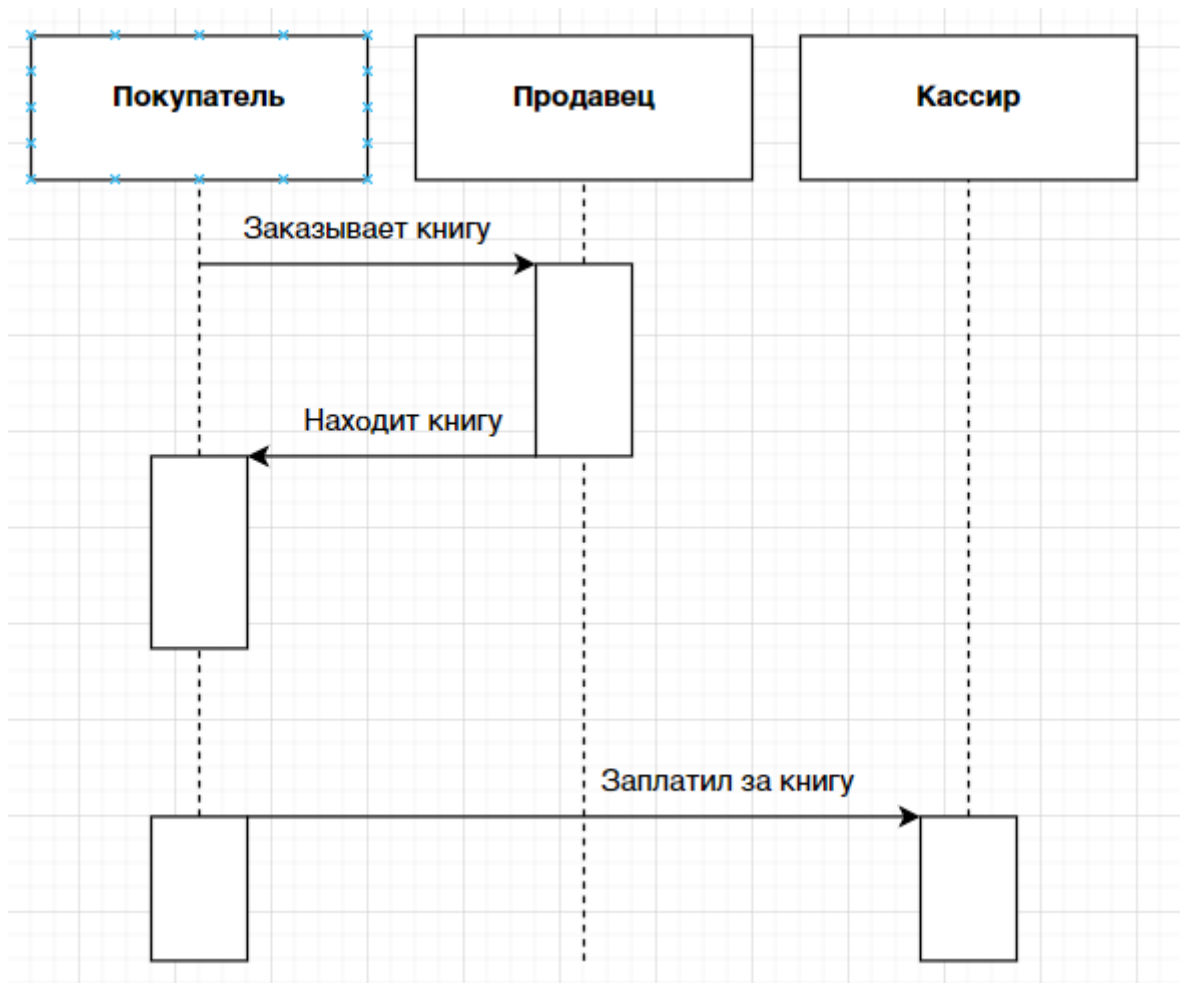 Покупатель
Продавец
Кассир
Заказывает книгу
Находит книгу
Заплатил за книгу